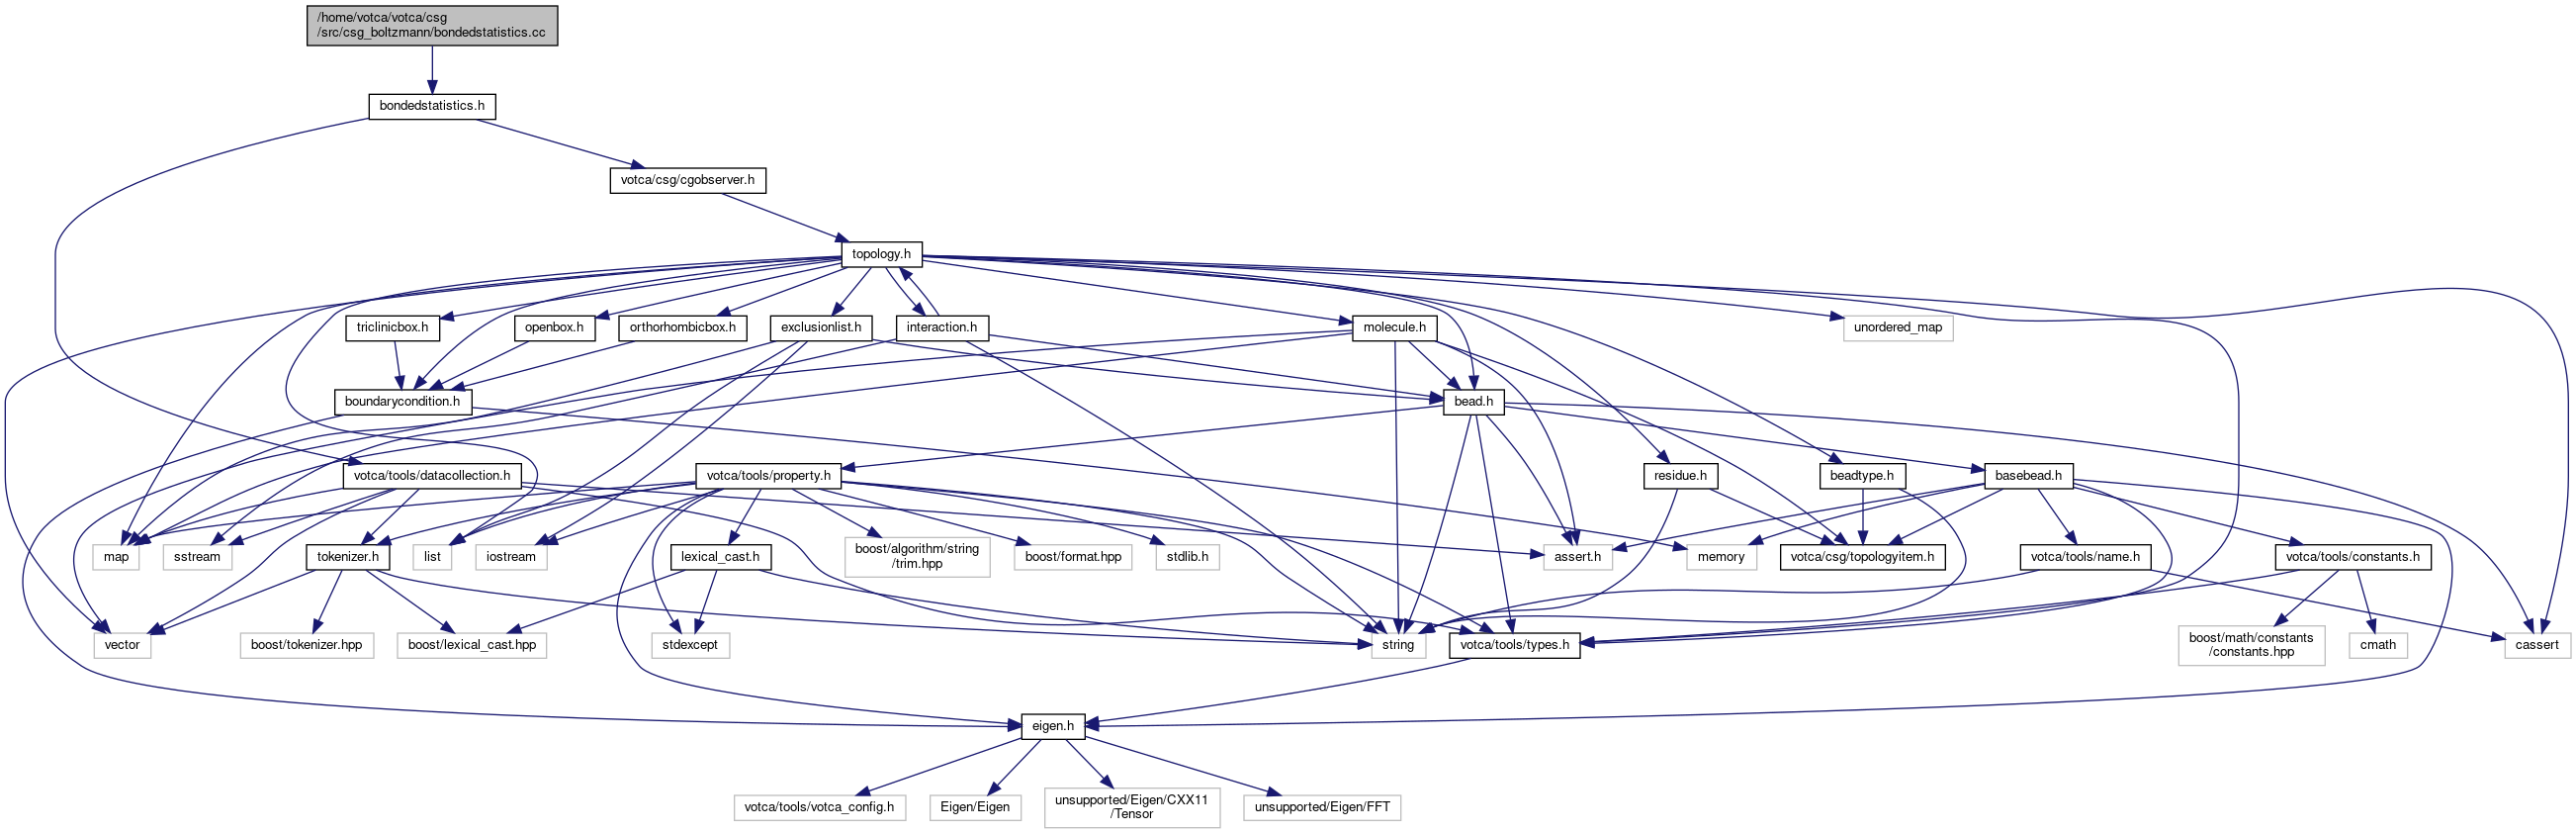 /home/votca/votca/csg
/src/csg_boltzmann/bondedstatistics.cc
bondedstatistics.h
votca/csg/cgobserver.h
topology.h
triclinicbox.h
openbox.h
orthorhombicbox.h
exclusionlist.h
interaction.h
molecule.h
unordered_map
boundarycondition.h
bead.h
votca/tools/datacollection.h
votca/tools/property.h
residue.h
beadtype.h
basebead.h
map
sstream
tokenizer.h
list
iostream
lexical_cast.h
boost/algorithm/string
/trim.hpp
boost/format.hpp
stdlib.h
assert.h
memory
votca/csg/topologyitem.h
votca/tools/name.h
votca/tools/constants.h
vector
boost/tokenizer.hpp
boost/lexical_cast.hpp
stdexcept
string
votca/tools/types.h
boost/math/constants
/constants.hpp
cmath
cassert
eigen.h
votca/tools/votca_config.h
Eigen/Eigen
unsupported/Eigen/CXX11
/Tensor
unsupported/Eigen/FFT